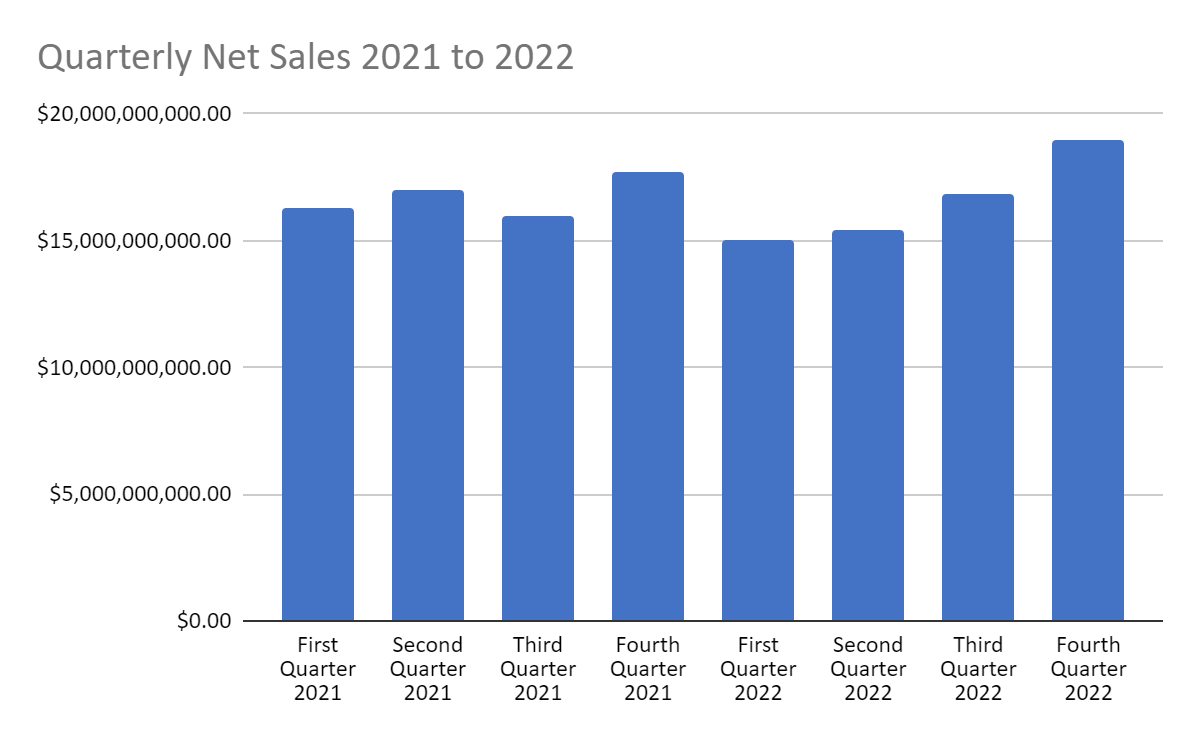 Quarterly Net Sales 2021 to 2022
$20,000,000,000.00
$15,000,000,000.00
$10,000,000,000.00
$5,000,000,000.00
$0.00
First
Quarter
2021
Second
Quarter
2021
Third
Quarter
2021
Fourth
Quarter
2021
First
Quarter
2022
Second
Quarter
2022
Third
Quarter
2022
Fourth
Quarter
2022